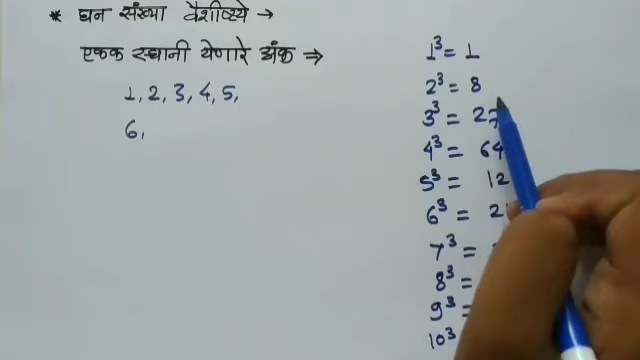 * घन संख्या वैशीष्ट्ये →
एकक स्थानी येणारे अंक ⇒
1, 2, 3, 4, 5,
6,
1³ = 1
2³ = 8
3³ = 27
4³ = 64
5³ = 12
6³ = 2
7³ =
8³ =
9³ =
10³